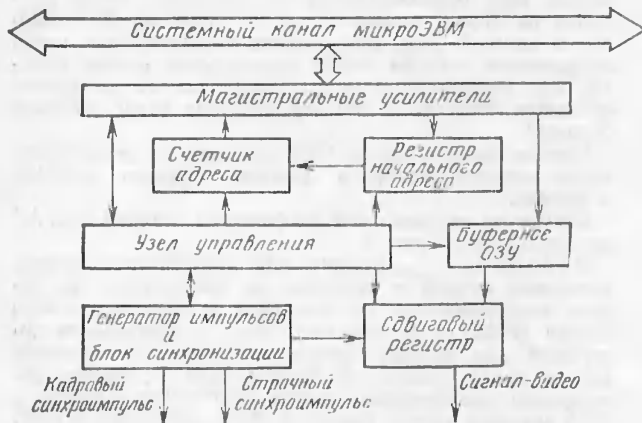 Системный канал микроЭВМ
Магистральные усилители
Счетчик
адреса
Регистр
начального
адреса
Узел управления
Буферное
ОЗУ
Генератор импульсов
и
блок синхронизации
Сдвиговый
регистр
Кадровый
синхроимпульс
Строчный
синхроимпульс
Сигнал-видео